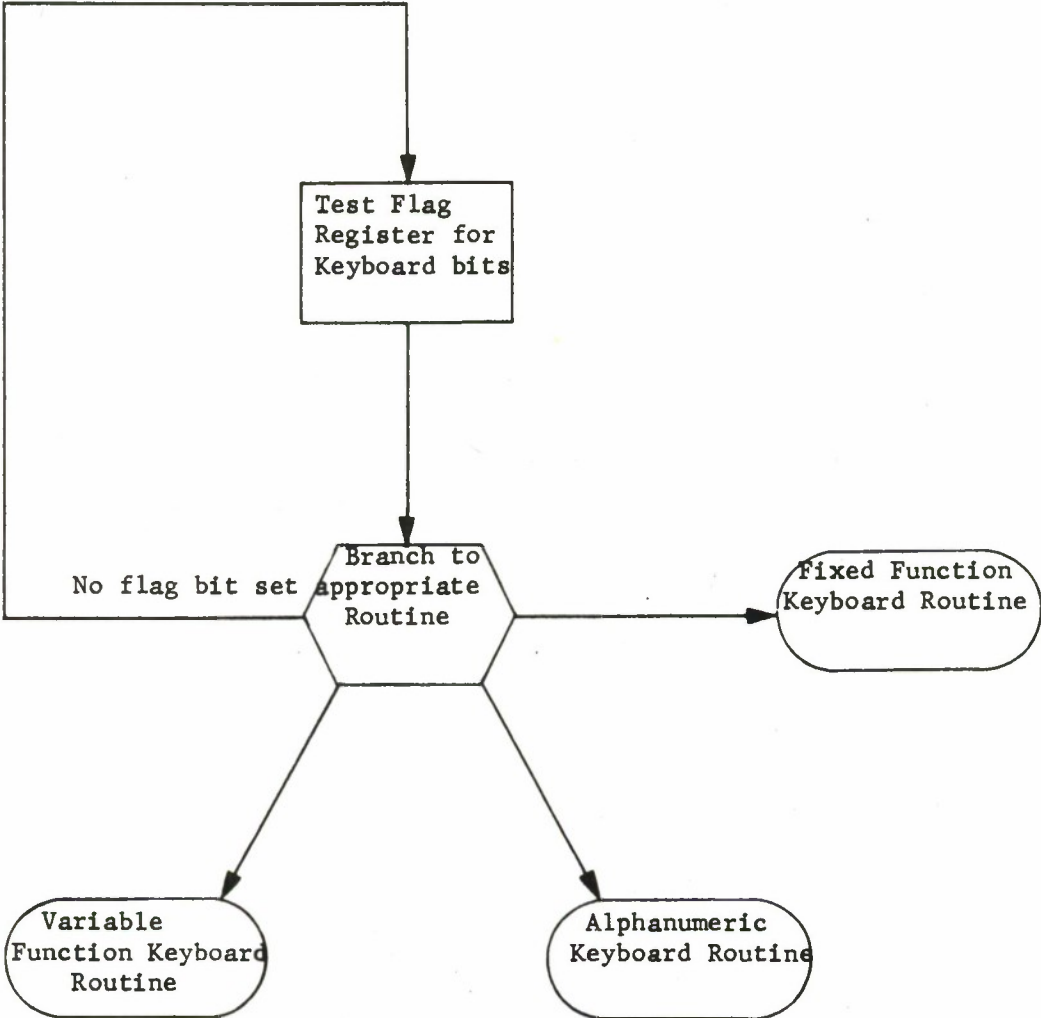 Test Flag
Register for
Keyboard bits
Branch to
appropriate
Routine
No flag bit set
Fixed Function
Keyboard Routine
Variable
Function Keyboard
Routine
Alphanumeric
Keyboard Routine